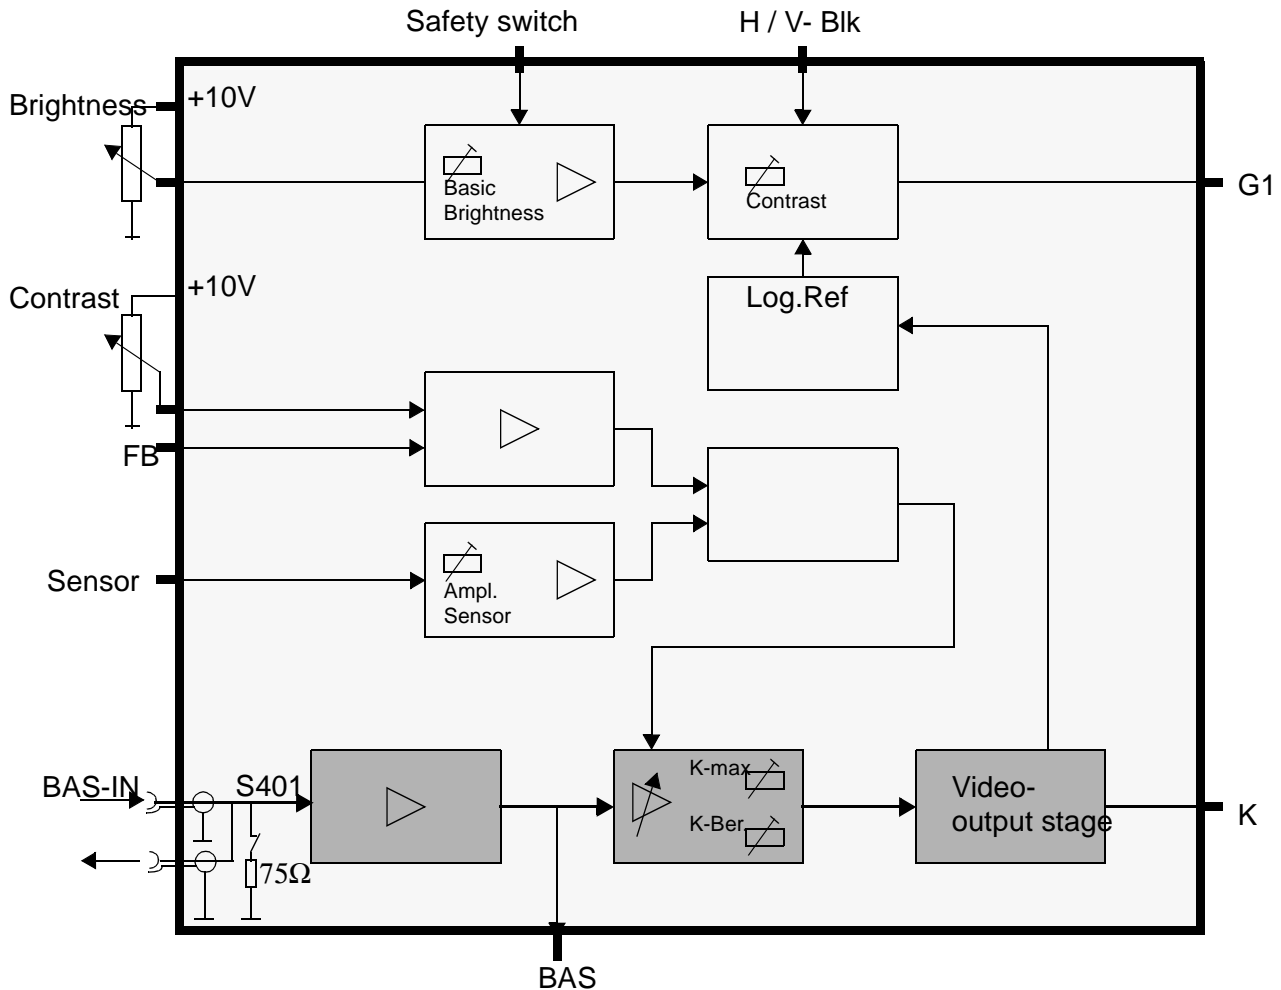 Safety switch
H / V- Blk
Brightness
+10V
Basic
Brightness
Contrast
G1
+10V
Contrast
Log.Ref
FB
Sensor
Ampl.
Sensor
BAS-IN
S401
75Ω
K-max
K-Ber.
Video-
output stage
K
BAS